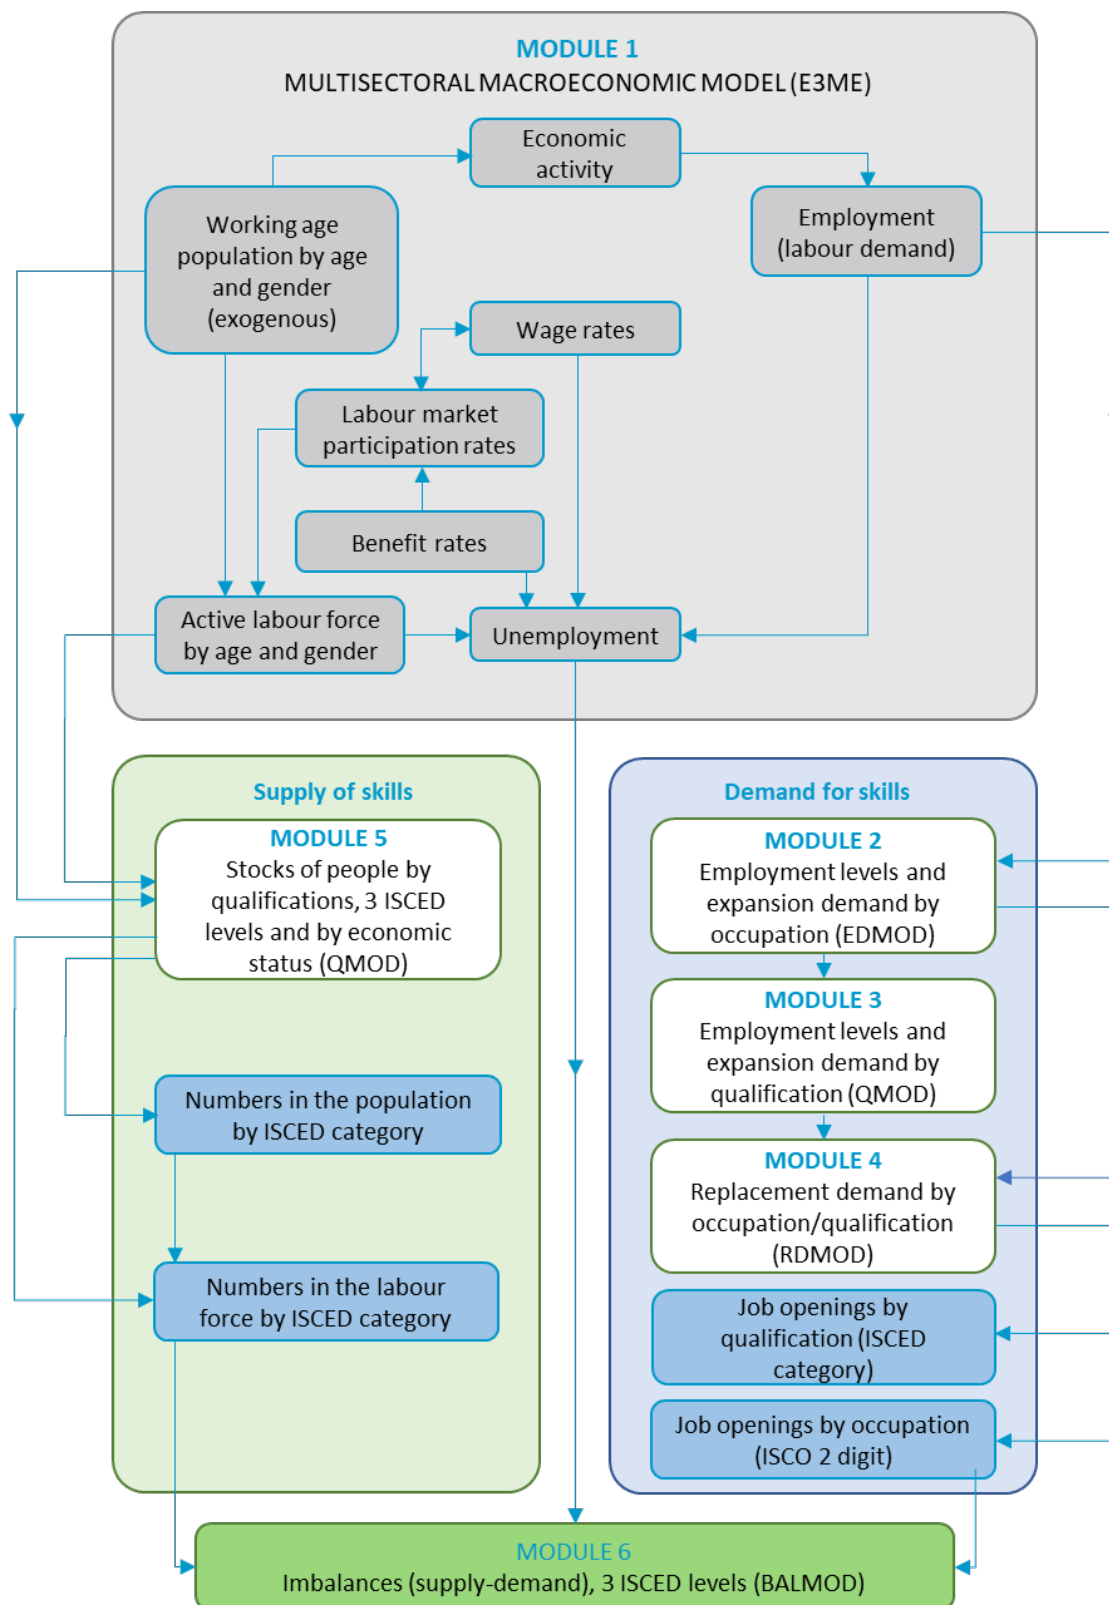 MODULE 1
MULTISECTORAL MACROECONOMIC MODEL (E3ME)
Economic
activity
Working age
population by age
and gender
(exogenous)
Employment
(labour demand)
Wage rates
Labour market
participation rates
Benefit rates
Active labour force
by age and gender
Unemployment
Supply of skills
MODULE 5
Stocks of people by
qualifications, 3 ISCED
levels and by economic
status (QMOD)
Numbers in the population
by ISCED category
Numbers in the labour
force by ISCED category
Demand for skills
MODULE 2
Employment levels and
expansion demand by
occupation (EDMOD)
MODULE 3
Employment levels and
expansion demand by
qualification (QMOD)
MODULE 4
Replacement demand by
occupation/qualification
(RDMOD)
Job openings by
qualification (ISCED
category)
Job openings by occupation
(ISCO 2 digit)
MODULE 6
Imbalances (supply-demand), 3 ISCED levels (BALMOD)